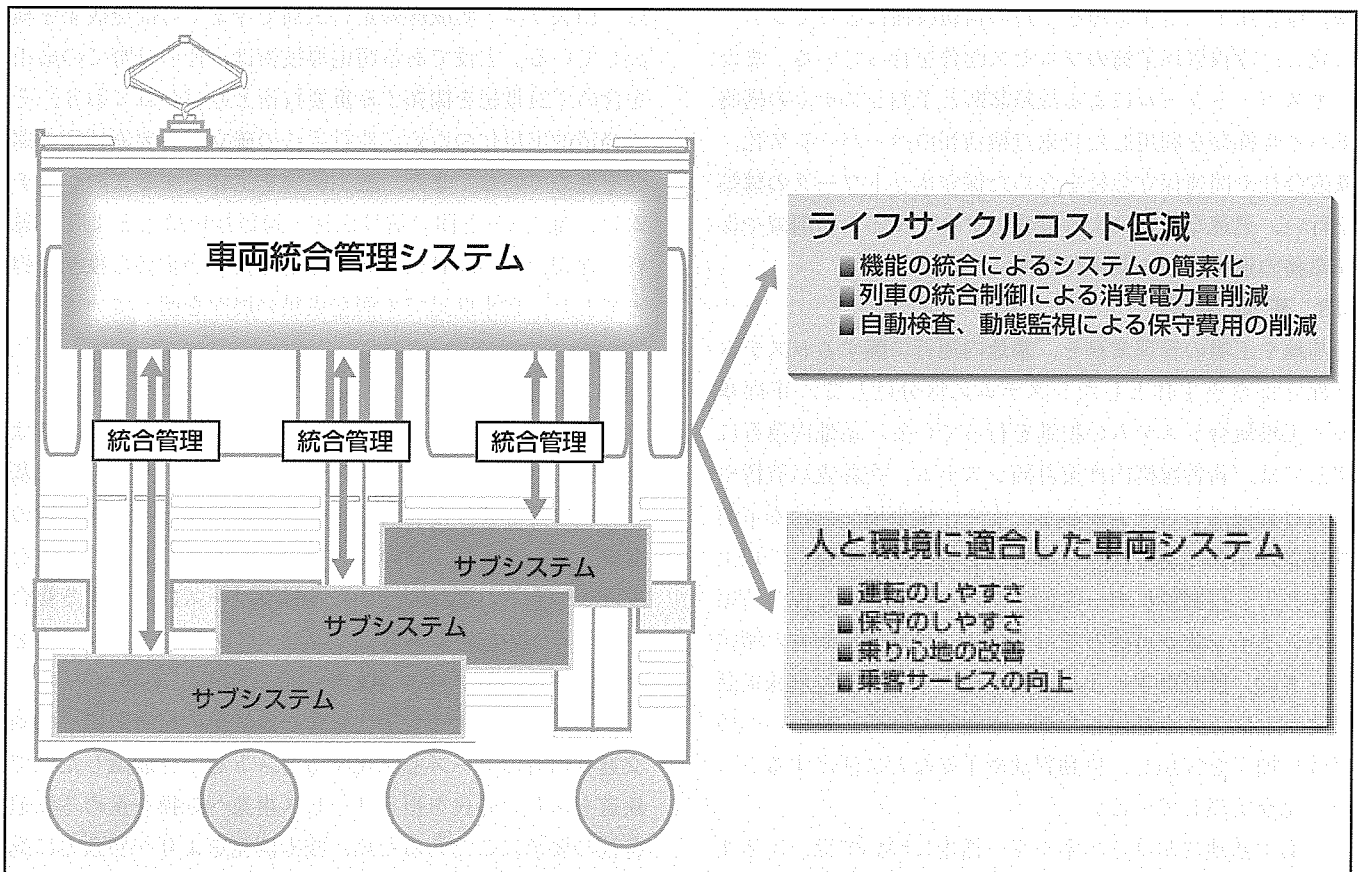 車両統合管理システム
統合管理
統合管理
統合管理
サブシステム
サブシステム
サブシステム
ライフサイクルコスト低減
■機能の統合によるシステムの簡素化
■列車の統合制御による消費電力量削減
■自動検査、動態監視による保守費用の削減
人と環境に適合した車両システム
■運転のしやすさ
■保守のしやすさ
■乗り心地の改善
■乗客サービスの向上